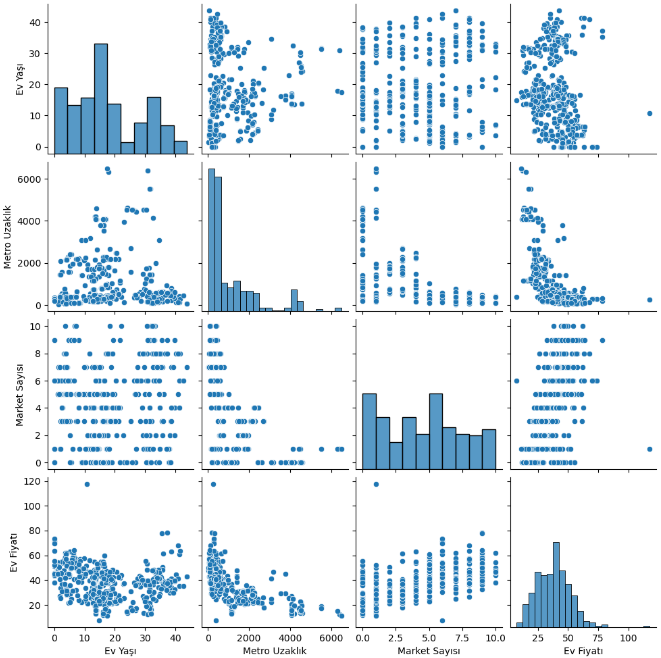 40
30
20
10
0
Ev Yaşı
6000
4000
2000
0
Metro Uzaklık
10
8
6
4
2
0
Market Sayısı
120
100
80
60
40
20
Ev Fiyatı
0 10 20 30 40
0 2000 4000 6000
0.0 2.5 5.0 7.5 10.0
25 50 75 100
Ev Yaşı
Metro Uzaklık
Market Sayısı
Ev Fiyatı